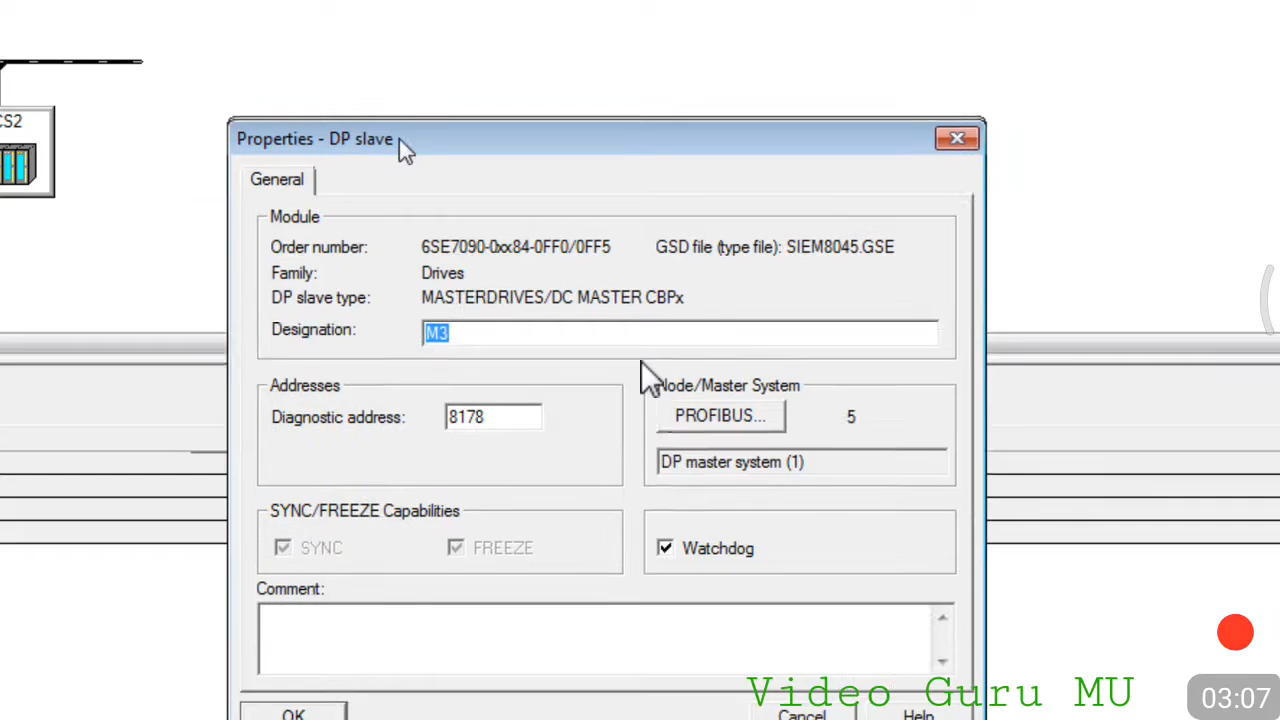 CS2
Properties - DP slave
General
Module
Order number: 6SE7090-0xx84-0FF0/0FF5 GSD file (type file): SIEM8045.GSE
Family: Drives
DP slave type: MASTERDRIVES/DC MASTER CBPx
Designation: M3
Addresses
Diagnostic address: 8178
Node/Master System
PROFIBUS... 5
DP master system (1)
SYNC/FREEZE Capabilities
SYNC FREEZE
Watchdog
Comment:
OK Cancel Help
Video Guru MU
03:07